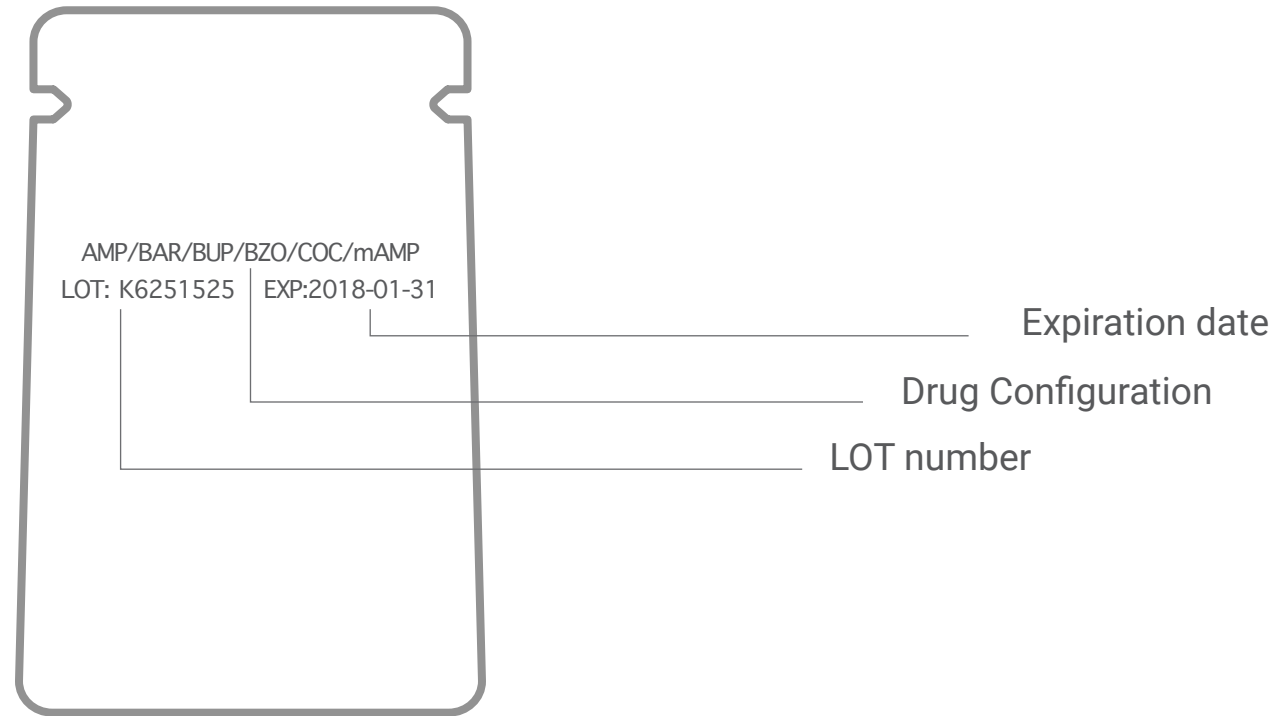 AMP/BAR/BUP/BZO/COC/mAMP
LOT: K6251525 EXP:2018-01-31
Expiration date
Drug Configuration
LOT number